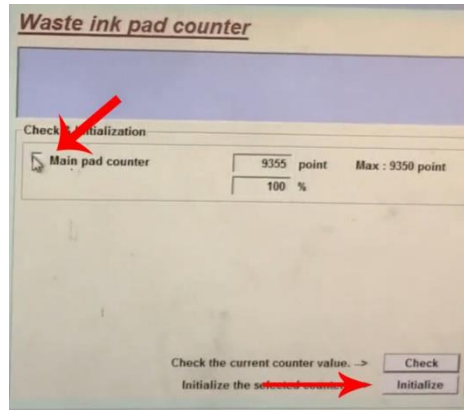 Waste ink pad counter
Check & Initialization
Main pad counter 9355 point Max : 9350 point
100 %
Check the current counter value. --> Check
Initialize the selected counter Initialize